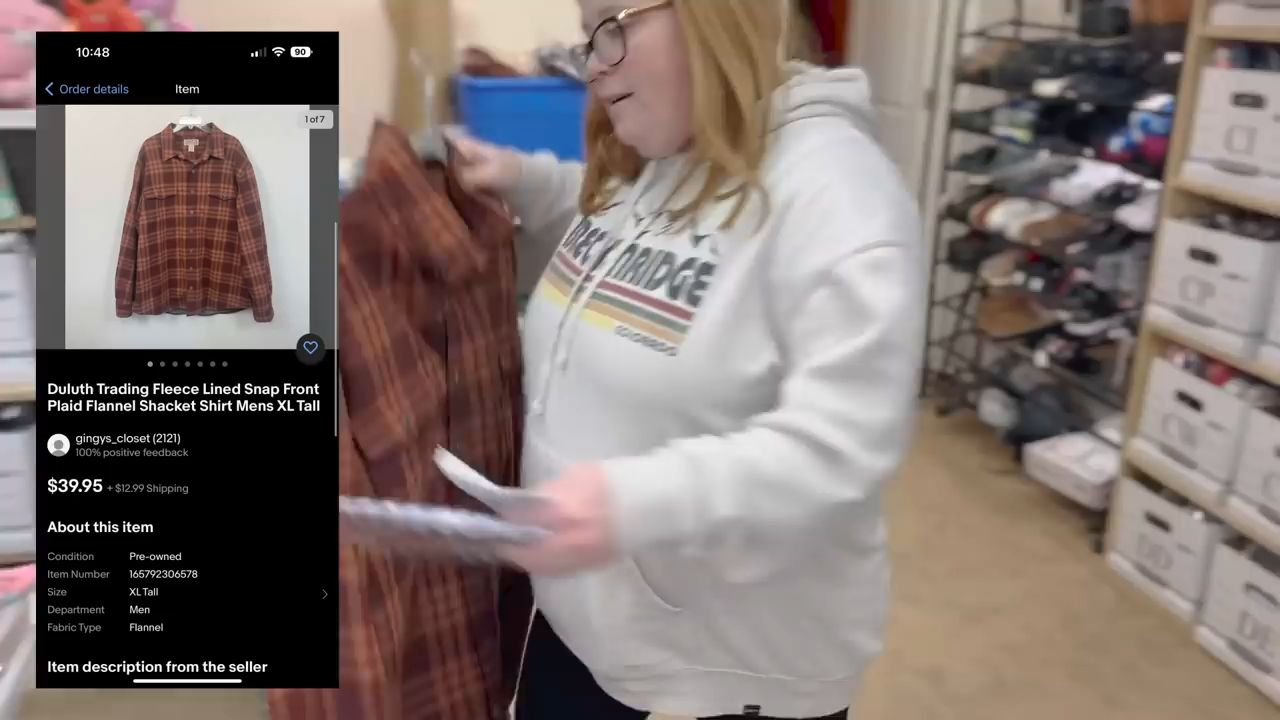 10:48
90
Order details
Item
1 of 7
Duluth Trading Fleece Lined Snap Front
Plaid Flannel Shacket Shirt Mens XL Tall
gingys_closet (2121)
100% positive feedback
$39.95 + $12.99 Shipping
About this item
Condition Pre-owned
Item Number 165792306578
Size XL Tall
Department Men
Fabric Type Flannel
Item description from the seller
COLORADO